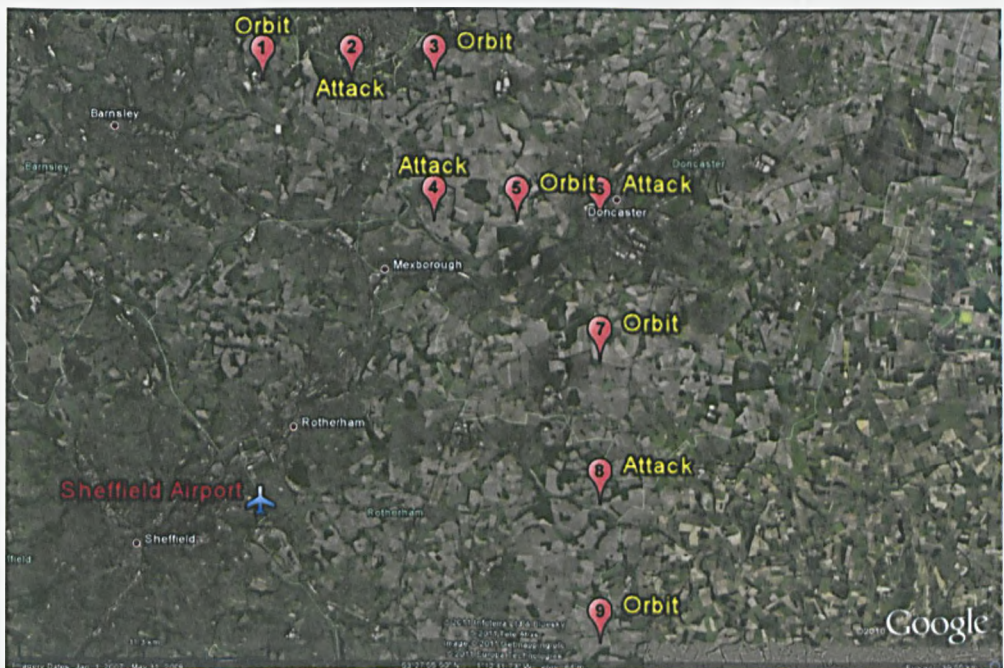 Orbit
1
2
3
Orbit
Attack
Barnsley
Barnsley
Attack
4
5
Orbit
6
Attack
Doncaster
Doncaster
Mexborough
7
Orbit
Rotherham
8
Attack
Sheffield Airport
Rotherham
Sheffield
ffield
9
Orbit
Google